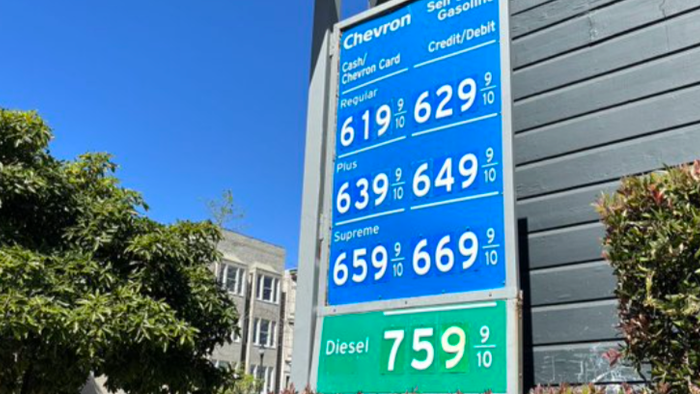 Chevron
Gasoline
Cash/
Chevron Card
Credit/Debit
Regular
619 9/10 629 9/10
Plus
639 9/10 649 9/10
Supreme
659 9/10 669 9/10
Diesel 759 9/10